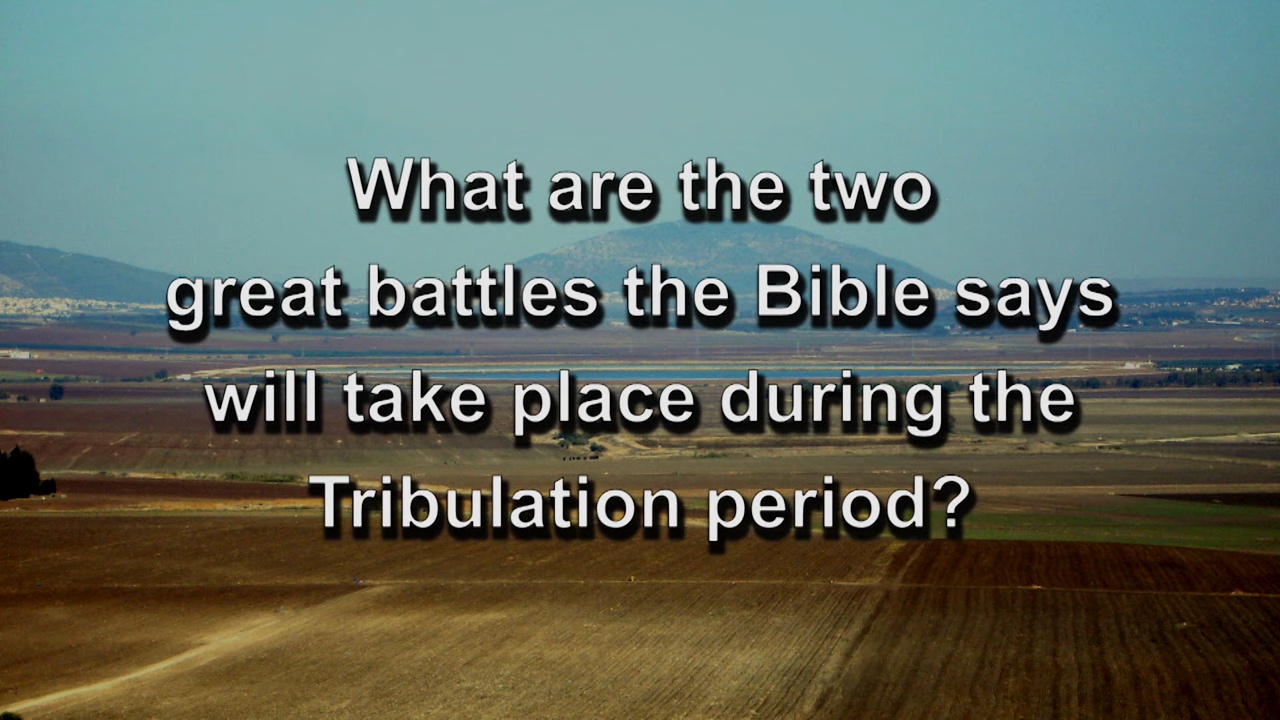 What are the two
great battles the Bible says
will take place during the
Tribulation period?